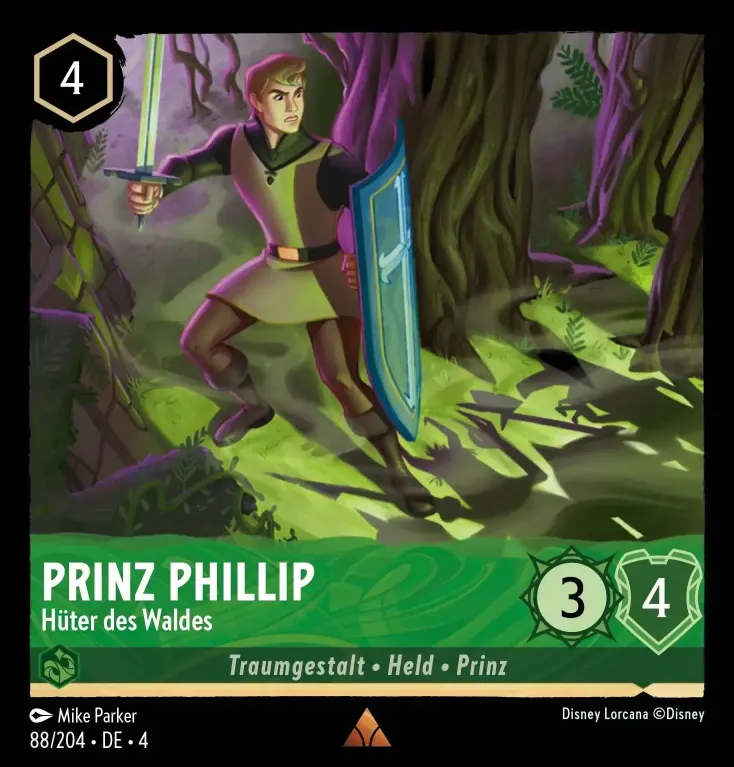 4
PRINZ PHILLIP
Hüter des Waldes
3
4
Traumgestalt • Held • Prinz
Mike Parker
Disney Lorcana ©Disney
88/204 • DE • 4